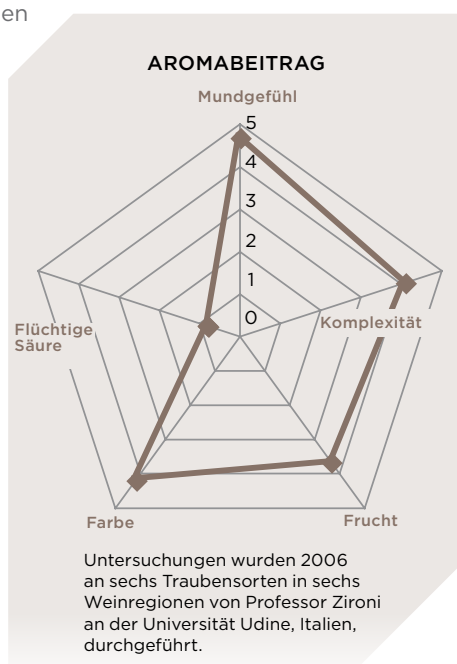 en
AROMABEITRAG
Mundgefühl
5
4
3
2
1
0
Komplexität
Flüchtige
Säure
Farbe
Frucht
Untersuchungen wurden 2006
an sechs Traubensorten in sechs
Weinregionen von Professor Zironi
an der Universität Udine, Italien,
durchgeführt.